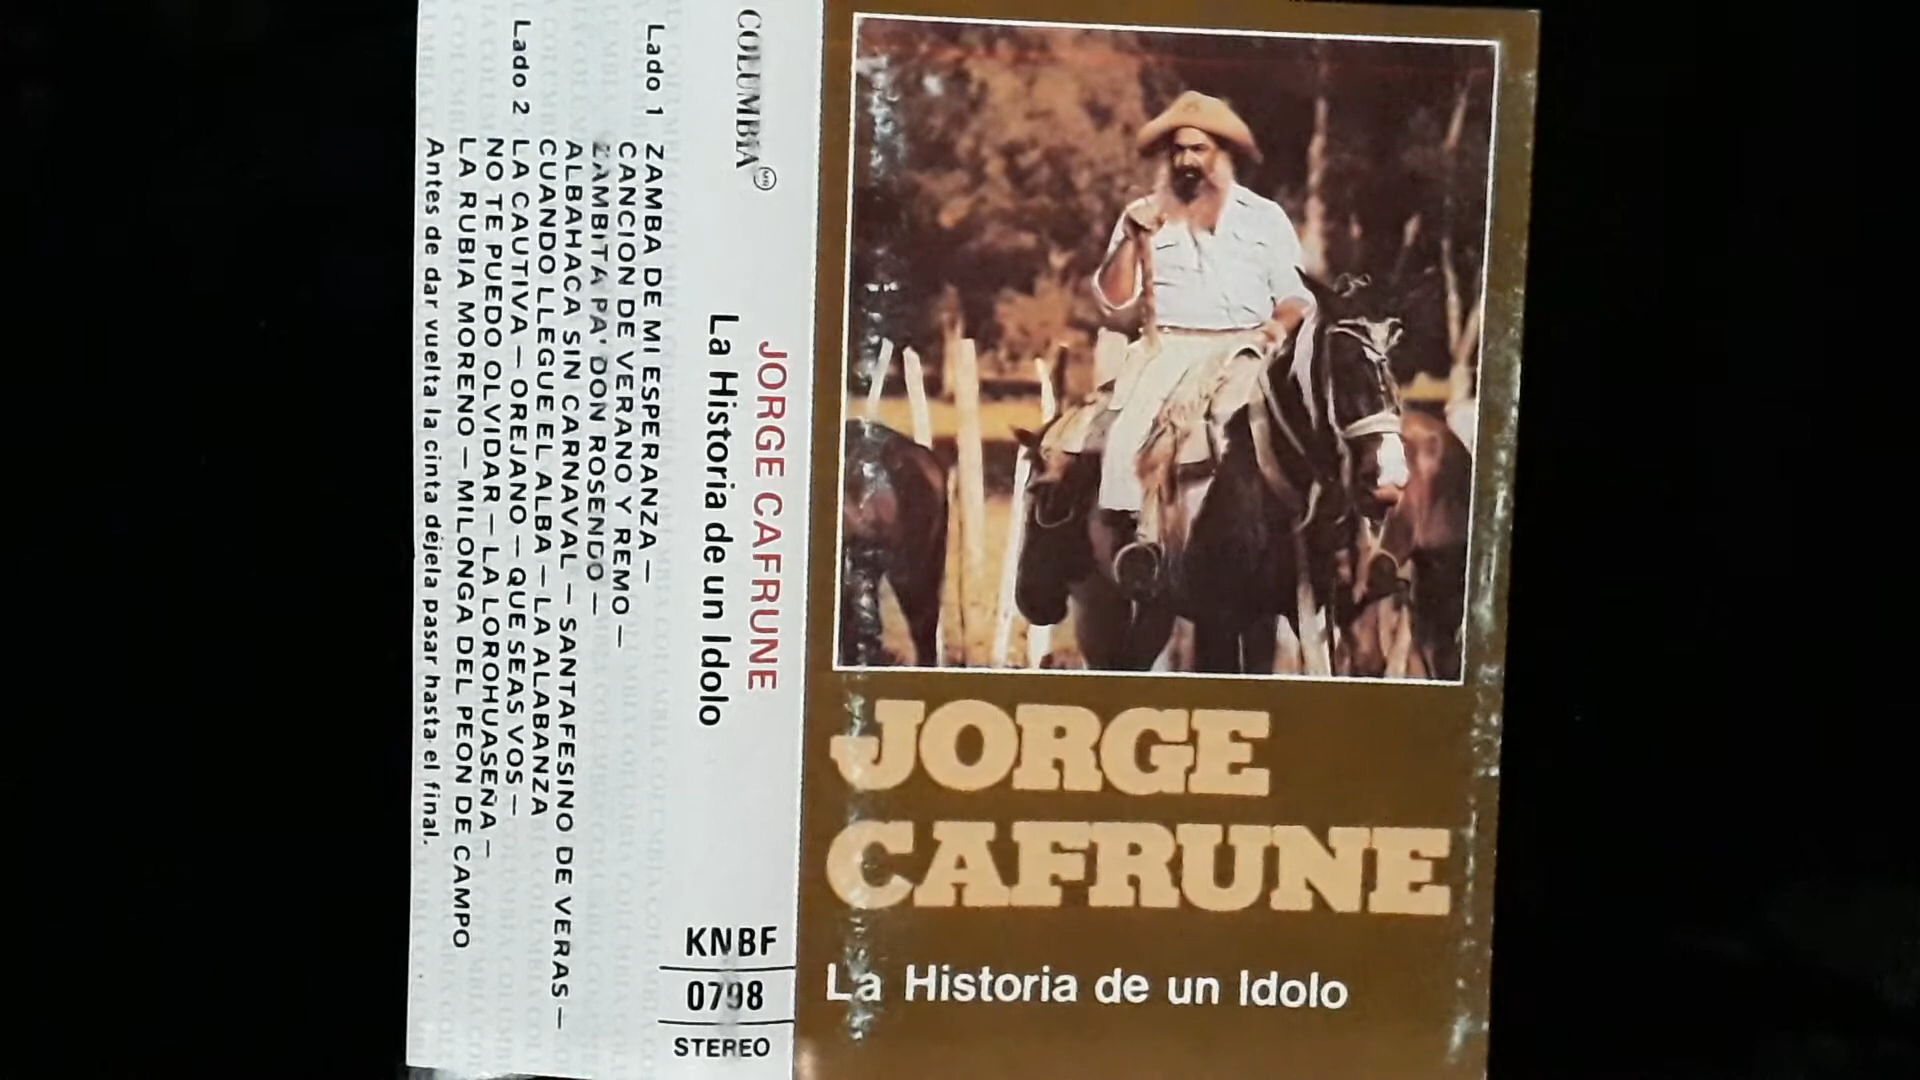 COLUMBIA
JORGE CAFRUNE
La Historia de un Idolo
Lado 1 ZAMBA DE MI ESPERANZA —
CANCION DE VERANO Y REMO —
ZAMBITA PA' DON ROSENDO —
ALBAHACA SIN CARNAVAL — SANTAFESINO DE VERAS —
CUANDO LLEGUE EL ALBA — LA ALABANZA
Lado 2 LA CAUTIVA — OREJANO — QUE SEAS VOS —
NO TE PUEDO OLVIDAR — LA LOROHUASEÑA —
LA RUBIA MORENO — MILONGA DEL PEON DE CAMPO
Antes de dar vuelta la cinta déjela pasar hasta el final.
KNBF
0798
STEREO
JORGE
CAFRUNE
La Historia de un Idolo